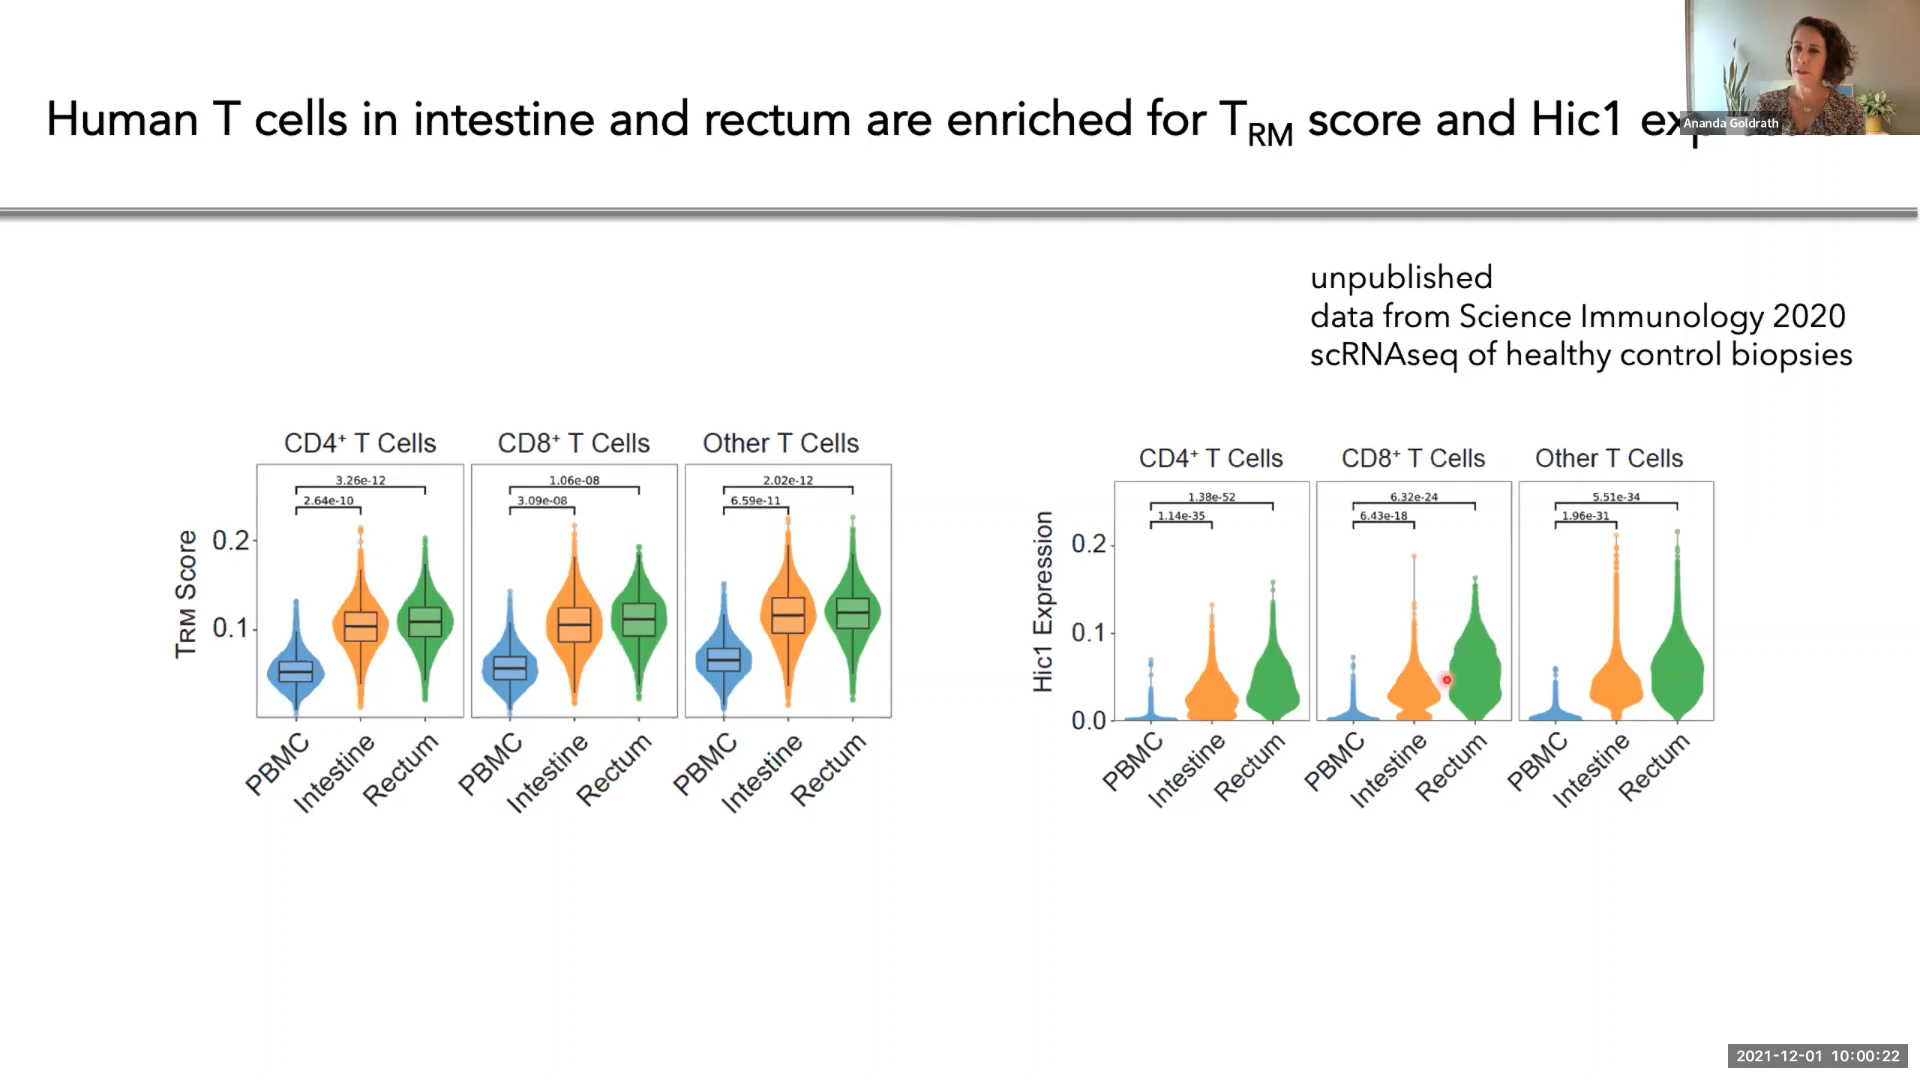 Human T cells in intestine and rectum are enriched for TRM score and Hic1
Ananda Goldrath
unpublished
data from Science Immunology 2020
scRNAseq of healthy control biopsies
CD4+ T Cells
CD8+ T Cells
Other T Cells
3.26e-12
2.64e-10
1.06e-08
3.09e-08
2.02e-12
6.59e-11
TRM Score
0.2
0.1
PBMC
Intestine
Rectum
PBMC
Intestine
Rectum
PBMC
Intestine
Rectum
CD4+ T Cells
CD8+ T Cells
Other T Cells
1.38e-52
1.14e-35
6.32e-24
6.43e-18
5.51e-34
1.96e-31
Hic1 Expression
0.2
0.1
0.0
PBMC
Intestine
Rectum
PBMC
Intestine
Rectum
PBMC
Intestine
Rectum
2021-12-01 10:00:22